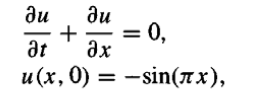 ∂u/∂t + ∂u/∂x = 0,
u(x, 0) = −sin(πx),